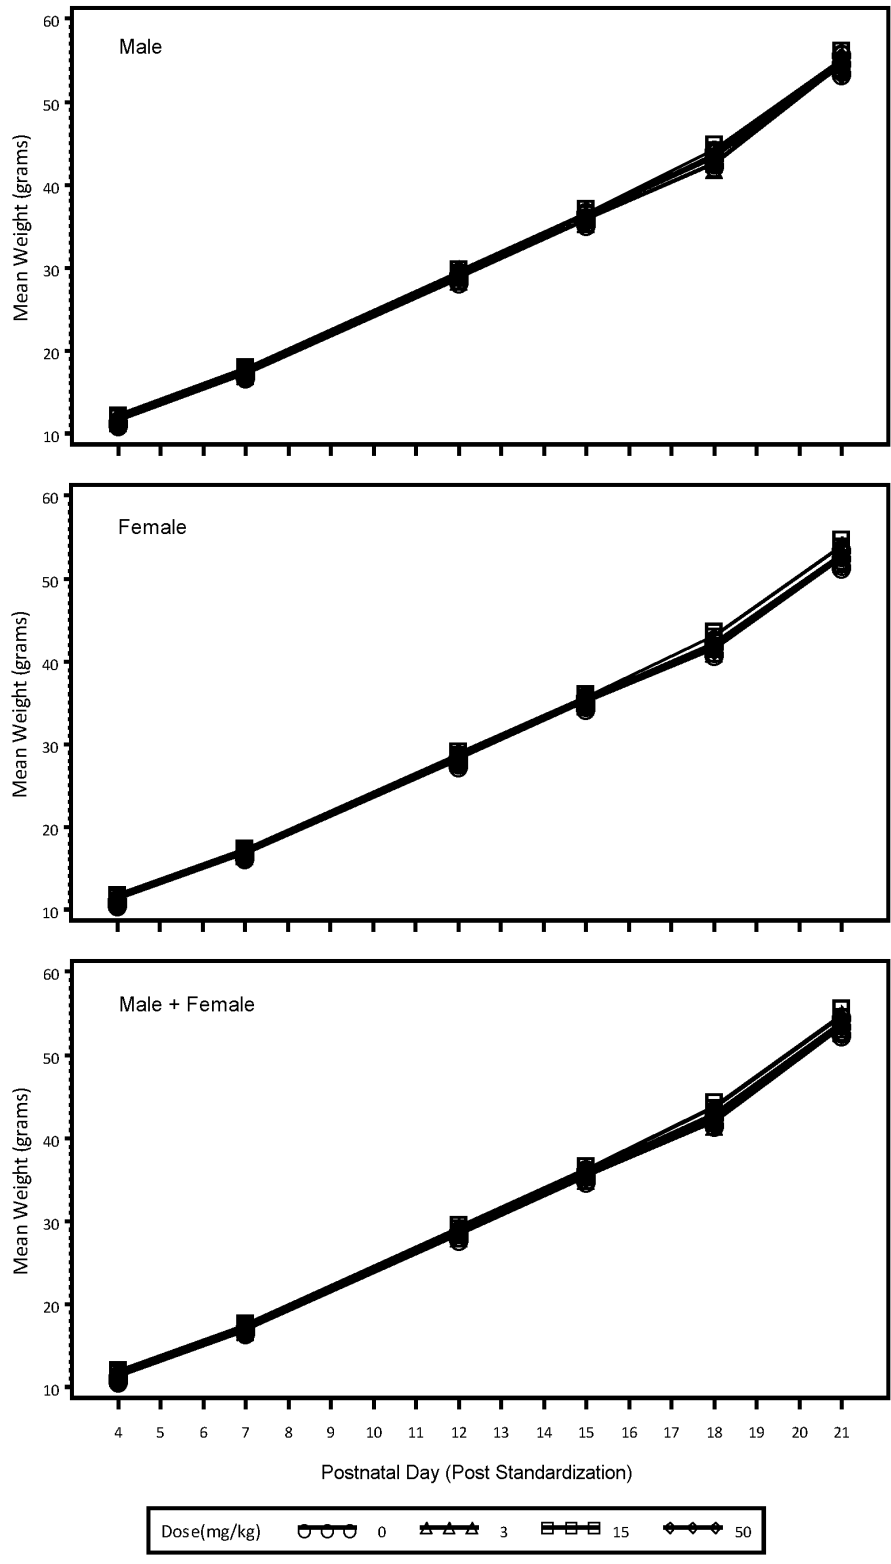 Male
Mean Weight (grams)
60
50
40
30
20
10
Female
Mean Weight (grams)
60
50
40
30
20
10
Male + Female
Mean Weight (grams)
60
50
40
30
20
10
4 5 6 7 8 9 10 11 12 13 14 15 16 17 18 19 20 21
Postnatal Day (Post Standardization)
Dose(mg/kg) 0 3 15 50